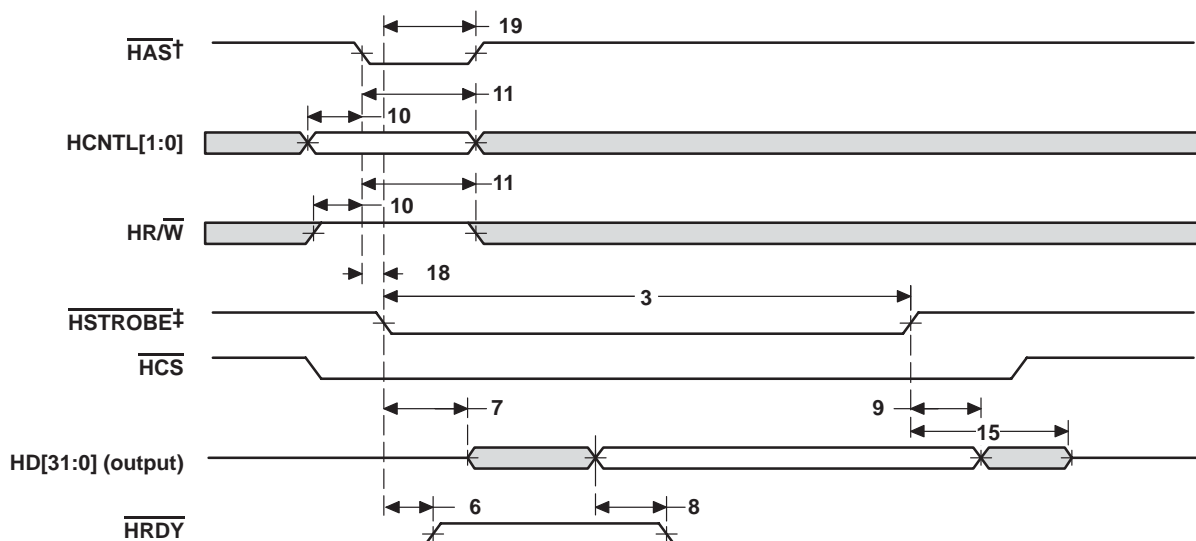 19
HAS†
11
10
HCNTL[1:0]
11
10
HR/W
18
3
HSTROBE‡
HCS
7
9
15
HD[31:0] (output)
6
8
HRDY